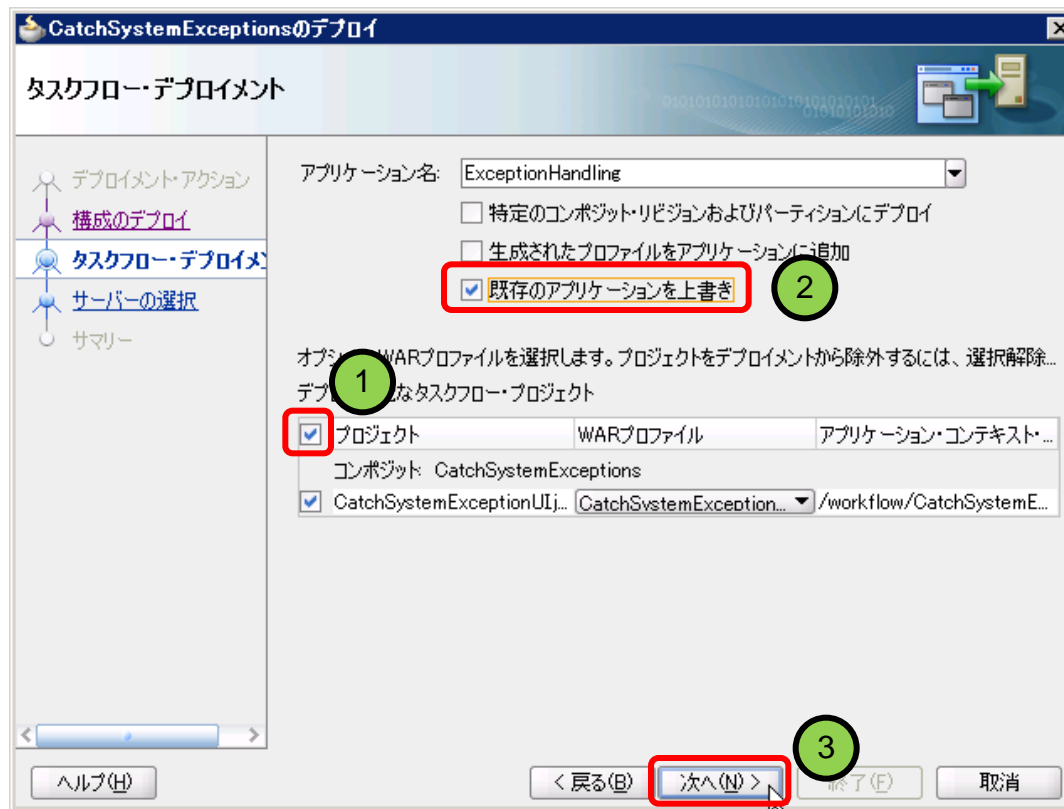 CatchSystemExceptionsのデプロイ
タスクフロー・デプロイメント
デプロイメント・アクション
構成のデプロイ
タスクフロー・デプロイメ
サーバーの選択
サマリー
アプリケーション名: ExceptionHandling
特定のコンポジット・リビジョンおよびパーティションにデプロイ
生成されたプロファイルをアプリケーションに追加
既存のアプリケーションを上書き
2
オプ WARプロファイルを選択します。プロジェクトをデプロイメントから除外するには、選択解除...
1
デプ なタスクフロー・プロジェクト
プロジェクト WARプロファイル アプリケーション・コンテキスト・...
コンポジット: CatchSystemExceptions
CatchSystemExceptionUIj... CatchSystemException... /workflow/CatchSystemE...
3
ヘルプ(H) < 戻る(B) 次へ(N) > 終了(F) 取消